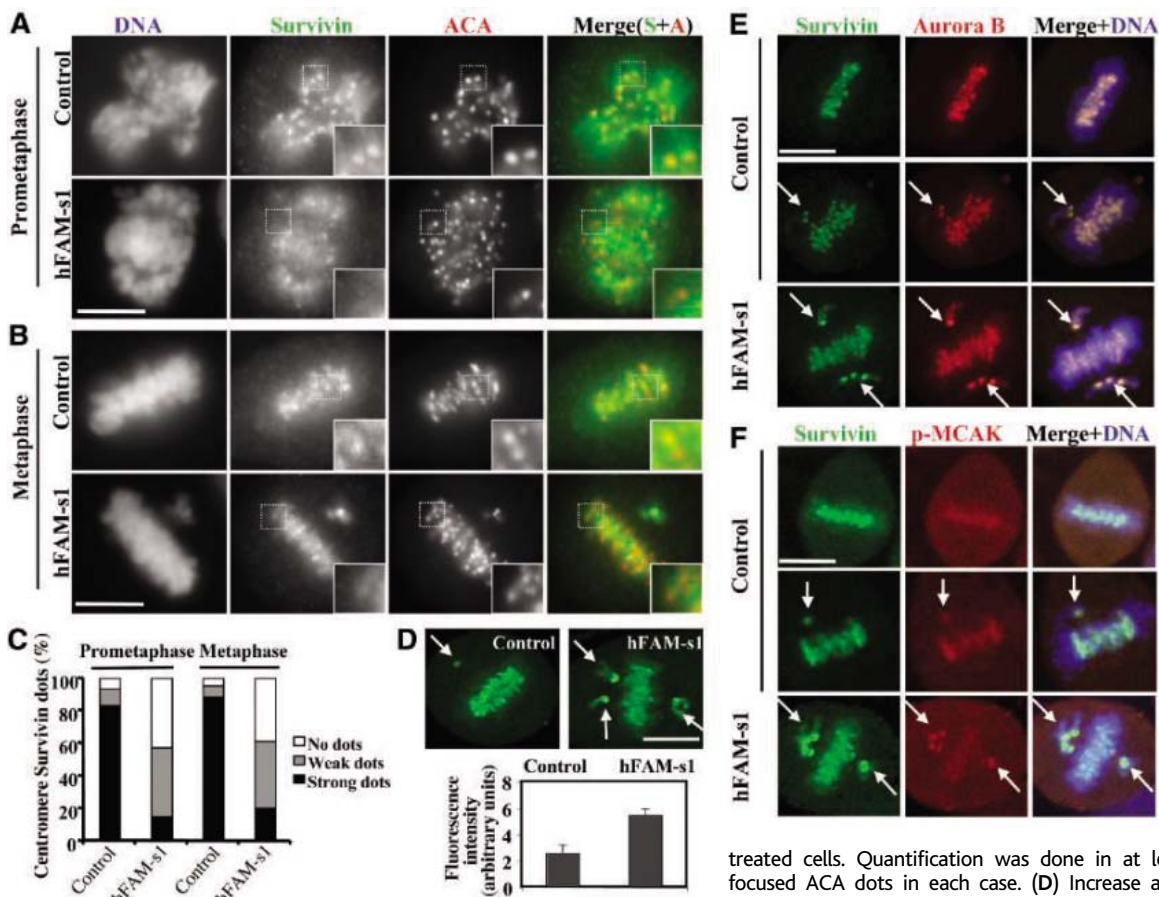 A
DNA
Survivin
ACA
Merge(S+A)
Prometaphase
Control
hFAM-s1
B
Metaphase
Control
hFAM-s1
C
Prometaphase Metaphase
Centromere Survivin dots (%)
100
80
60
40
20
0
No dots
Weak dots
Strong dots
Control
hFAM-s1
Control
hFAM-s1
D
Control
hFAM-s1
Control
hFAM-s1
Fluorescence
intensity
(arbitrary units)
8
6
4
2
0
E
Survivin
Aurora B
Merge+DNA
Control
hFAM-s1
F
Survivin
p-MCAK
Merge+DNA
Control
hFAM-s1
treated cells. Quantification was done in at le
focused ACA dots in each case. (D) Increase a